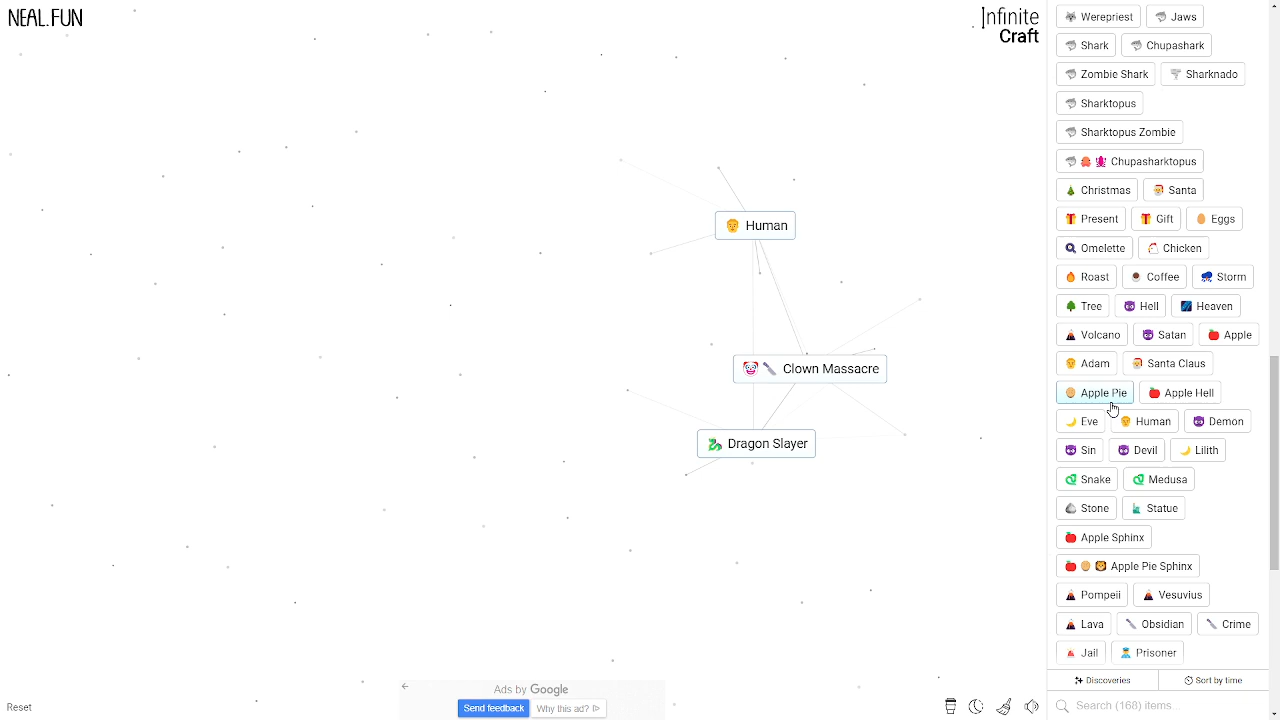 NEAL.FUN
Infinite
Craft
Human
Clown Massacre
Dragon Slayer
Werepriest Jaws
Shark Chupashark
Zombie Shark Sharknado
Sharktopus
Sharktopus Zombie
Chupasharktopus
Christmas Santa
Present Gift Eggs
Omelette Chicken
Roast Coffee Storm
Tree Hell Heaven
Volcano Satan Apple
Adam Santa Claus
Apple Pie Apple Hell
Eve Human Demon
Sin Devil Lilith
Snake Medusa
Stone Statue
Apple Sphinx
Apple Pie Sphinx
Pompeii Vesuvius
Lava Obsidian Crime
Jail Prisoner
Discoveries Sort by time
Search (168) items...
Reset
Ads by Google
Send feedback Why this ad?